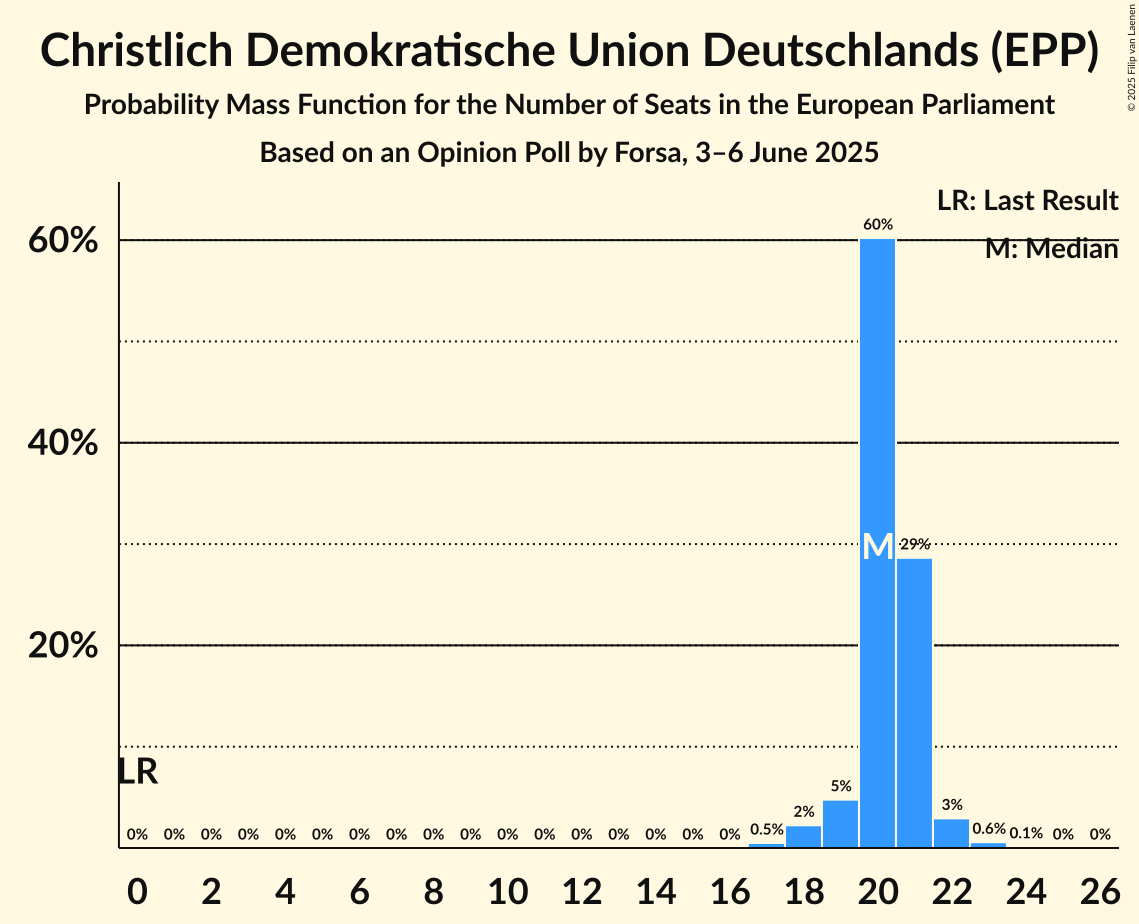 Christlich Demokratische Union Deutschlands (EPP)
Probability Mass Function for the Number of Seats in the European Parliament
Based on an Opinion Poll by Forsa, 3–6 June 2025
© 2025 Filip van Laenen
LR: Last Result
M: Median
60%
40%
20%
60%
M
29%
LR
0% 0% 0% 0% 0% 0% 0% 0% 0% 0% 0% 0% 0% 0% 0% 0% 0% 0.5% 2% 5% 3% 0.6% 0.1% 0% 0%
0 2 4 6 8 10 12 14 16 18 20 22 24 26